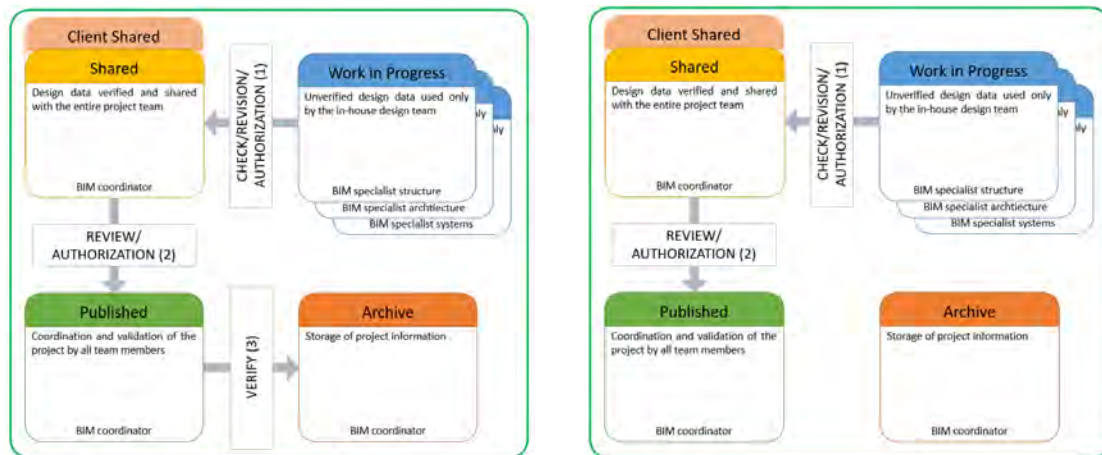 Client Shared
Shared
Design data verified and shared
with the entire project team
BIM coordinator
CHECK/REVISION/
AUTHORIZATION (1)
Work in Progress
Unverified design data used only
by the in-house design team
nly
nly
BIM specialist structure
BIM specialist archtiecture
BIM specialist systems
REVIEW/
AUTHORIZATION (2)
Published
Coordination and validation of the
project by all team members
BIM coordinator
VERIFY (3)
Archive
Storage of project information
BIM coordinator
Client Shared
Shared
Design data verified and shared
with the entire project team
BIM coordinator
CHECK/REVISION/
AUTHORIZATION (1)
Work in Progress
Unverified design data used only
by the in-house design team
nly
nly
BIM specialist structure
BIM specialist archtiecture
BIM specialist systems
REVIEW/
AUTHORIZATION (2)
Published
Coordination and validation of the
project by all team members
BIM coordinator
Archive
Storage of project information
BIM coordinator